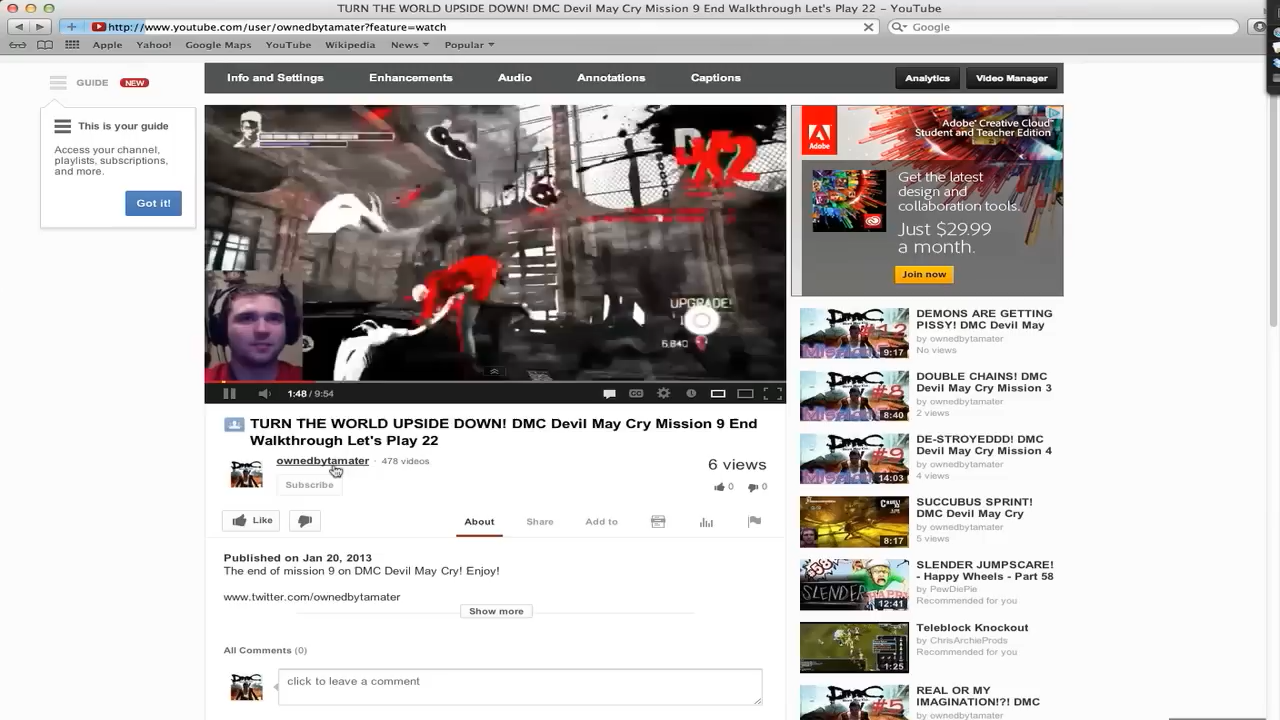 TURN THE WORLD UPSIDE DOWN! DMC Devil May Cry Mission 9 End Walkthrough Let's Play 22 – YouTube
http://www.youtube.com/user/ownedbytamater?feature=watch
Google
Apple Yahoo! Google Maps YouTube Wikipedia News Popular
GUIDE NEW
This is your guide
Access your channel,
playlists, subscriptions,
and more.
Got it!
Info and Settings Enhancements Audio Annotations Captions Analytics Video Manager
UPGRADE!
1:48 / 9:54
TURN THE WORLD UPSIDE DOWN! DMC Devil May Cry Mission 9 End
Walkthrough Let's Play 22
ownedbytamater · 478 videos
Subscribe
6 views
0 0
Like
About Share Add to
Published on Jan 20, 2013
The end of mission 9 on DMC Devil May Cry! Enjoy!
www.twitter.com/ownedbytamater
Show more
All Comments (0)
click to leave a comment
Adobe® Creative Cloud™
Student and Teacher Edition
Adobe
Get the latest
design and
collaboration tools.
Just $29.99
a month.
Join now
#12
9:17
DEMONS ARE GETTING
PISSY! DMC Devil May
by ownedbytamater
No views
#8
8:40
DOUBLE CHAINS! DMC
Devil May Cry Mission 3
by ownedbytamater
2 views
#9
14:03
DE-STROYEDDD! DMC
Devil May Cry Mission 4
by ownedbytamater
4 views
8:17
SUCCUBUS SPRINT!
DMC Devil May Cry
by ownedbytamater
5 views
SLENDER
12:41
SLENDER JUMPSCARE!
- Happy Wheels - Part 58
by PewDiePie
Recommended for you
1:25
Teleblock Knockout
by ChrisArchieProds
Recommended for you
#5
REAL OR MY
IMAGINATION!?! DMC